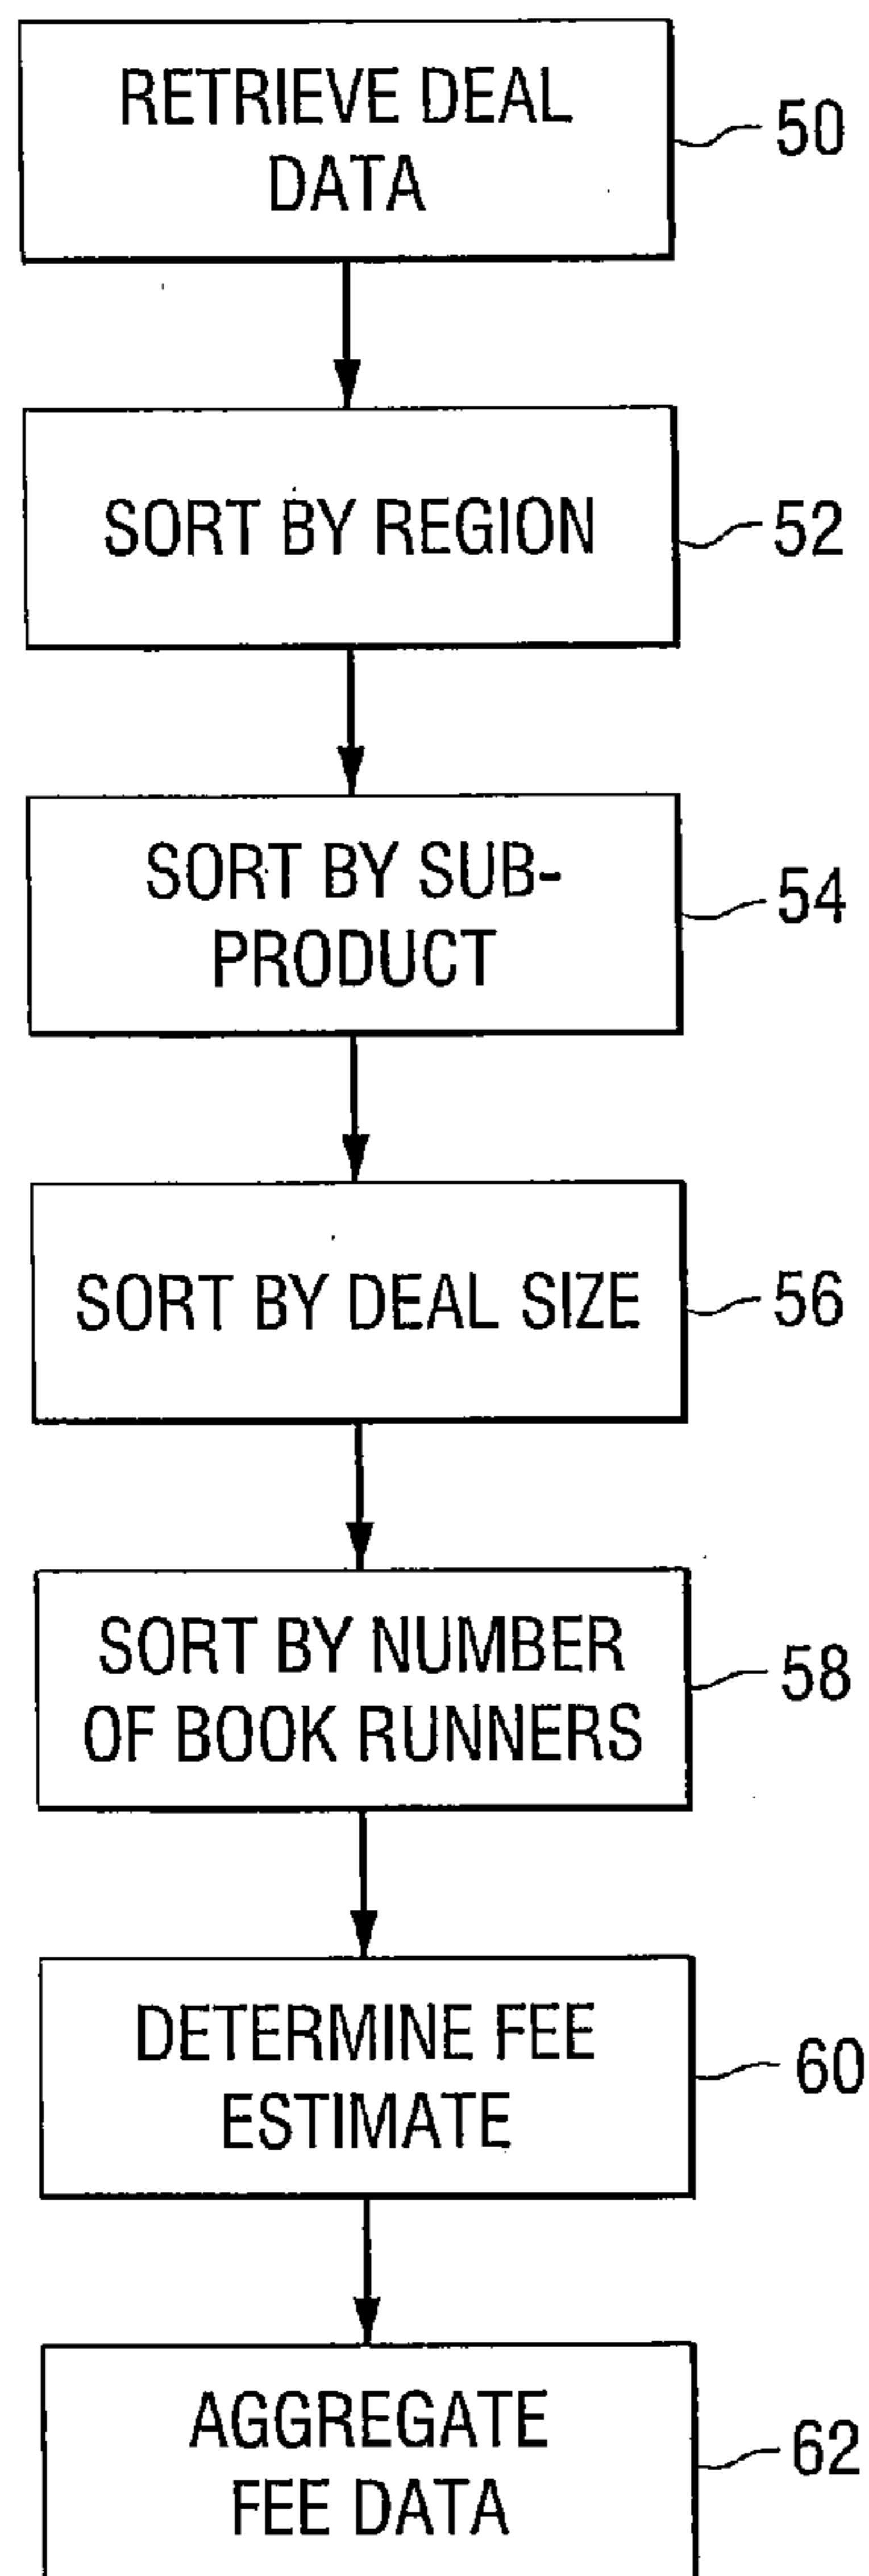 RETRIEVE DEAL
DATA
50
SORT BY REGION
52
SORT BY SUB-
PRODUCT
54
SORT BY DEAL SIZE
56
SORT BY NUMBER
OF BOOK RUNNERS
58
DETERMINE FEE
ESTIMATE
60
AGGREGATE
FEE DATA
62